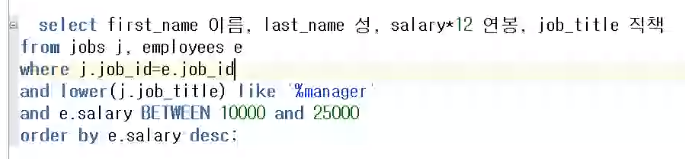 select first_name 이름, last_name 성, salary*12 연봉, job_title 직책
from jobs j, employees e
where j.job_id=e.job_id
and lower(j.job_title) like '%manager'
and e.salary BETWEEN 10000 and 25000
order by e.salary desc;